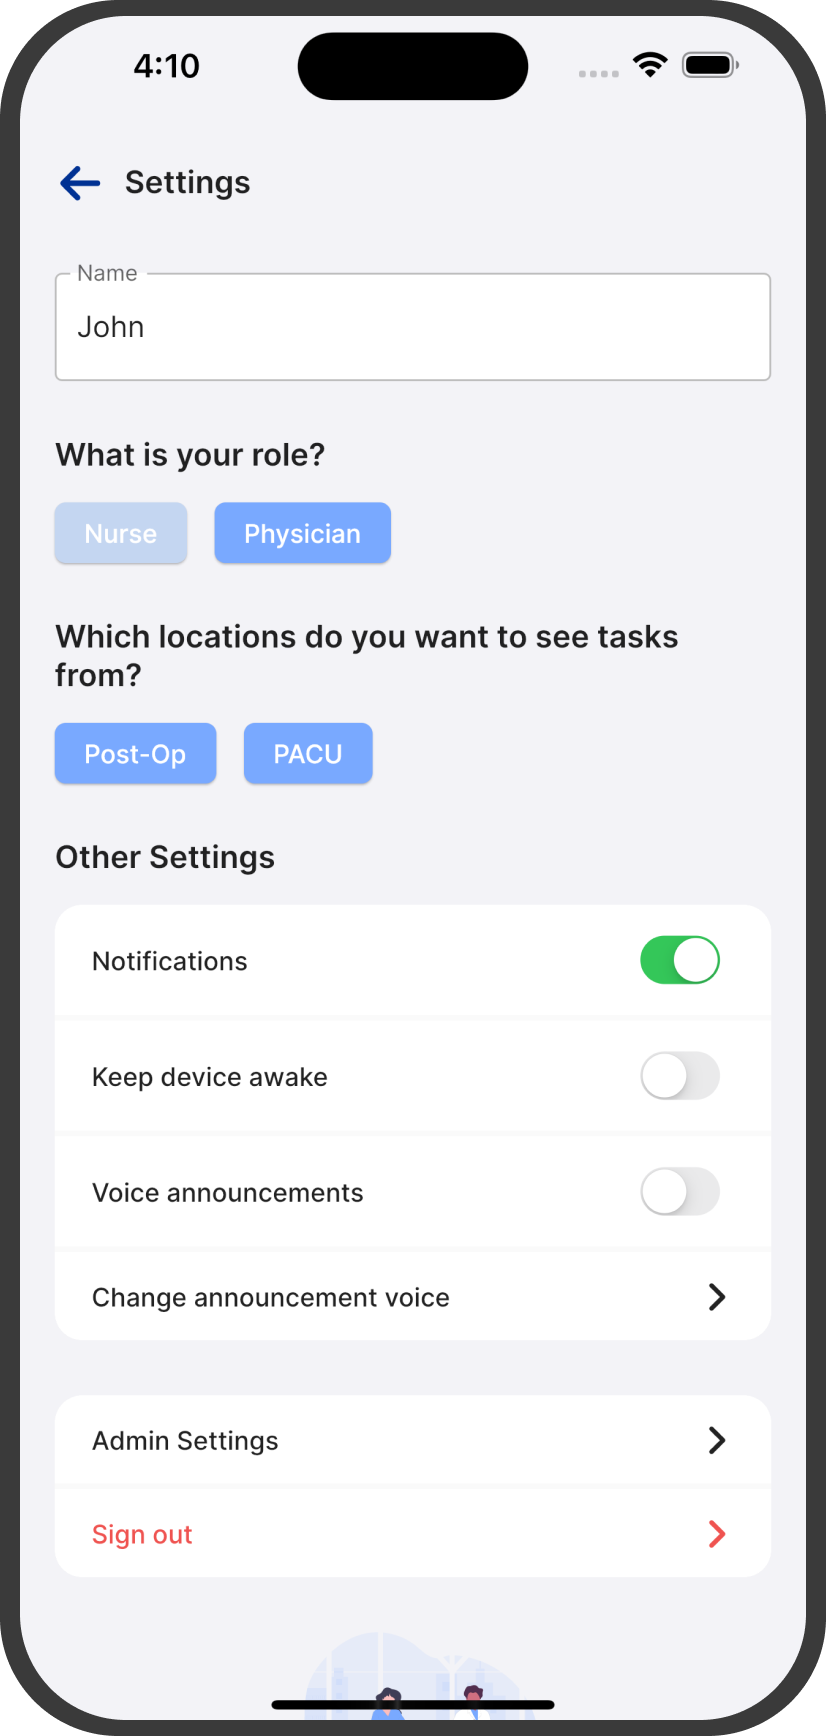 4:10
Settings
Name
John
What is your role?
Nurse
Physician
Which locations do you want to see tasks
from?
Post-Op
PACU
Other Settings
Notifications
Keep device awake
Voice announcements
Change announcement voice
Admin Settings
Sign out